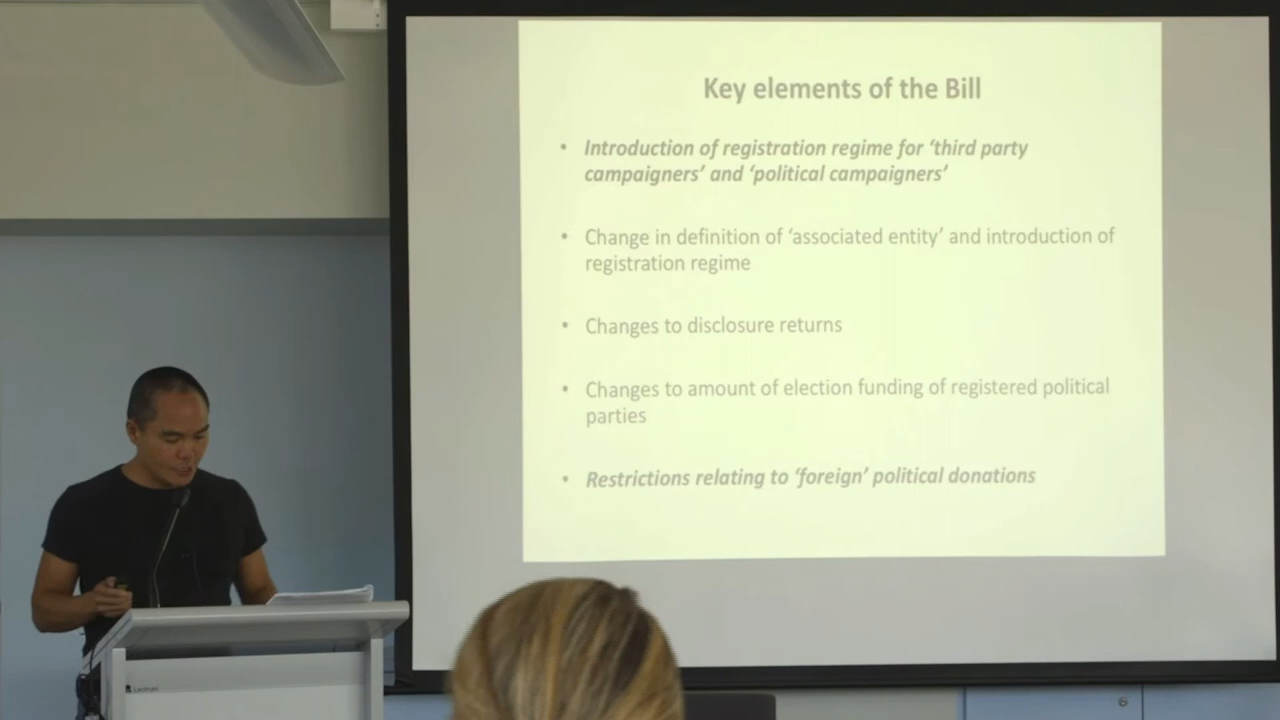 Key elements of the Bill
• Introduction of registration regime for ‘third party
campaigners’ and ‘political campaigners’
• Change in definition of ‘associated entity’ and introduction of
registration regime
• Changes to disclosure returns
• Changes to amount of election funding of registered political
parties
• Restrictions relating to ‘foreign’ political donations
Lectrum